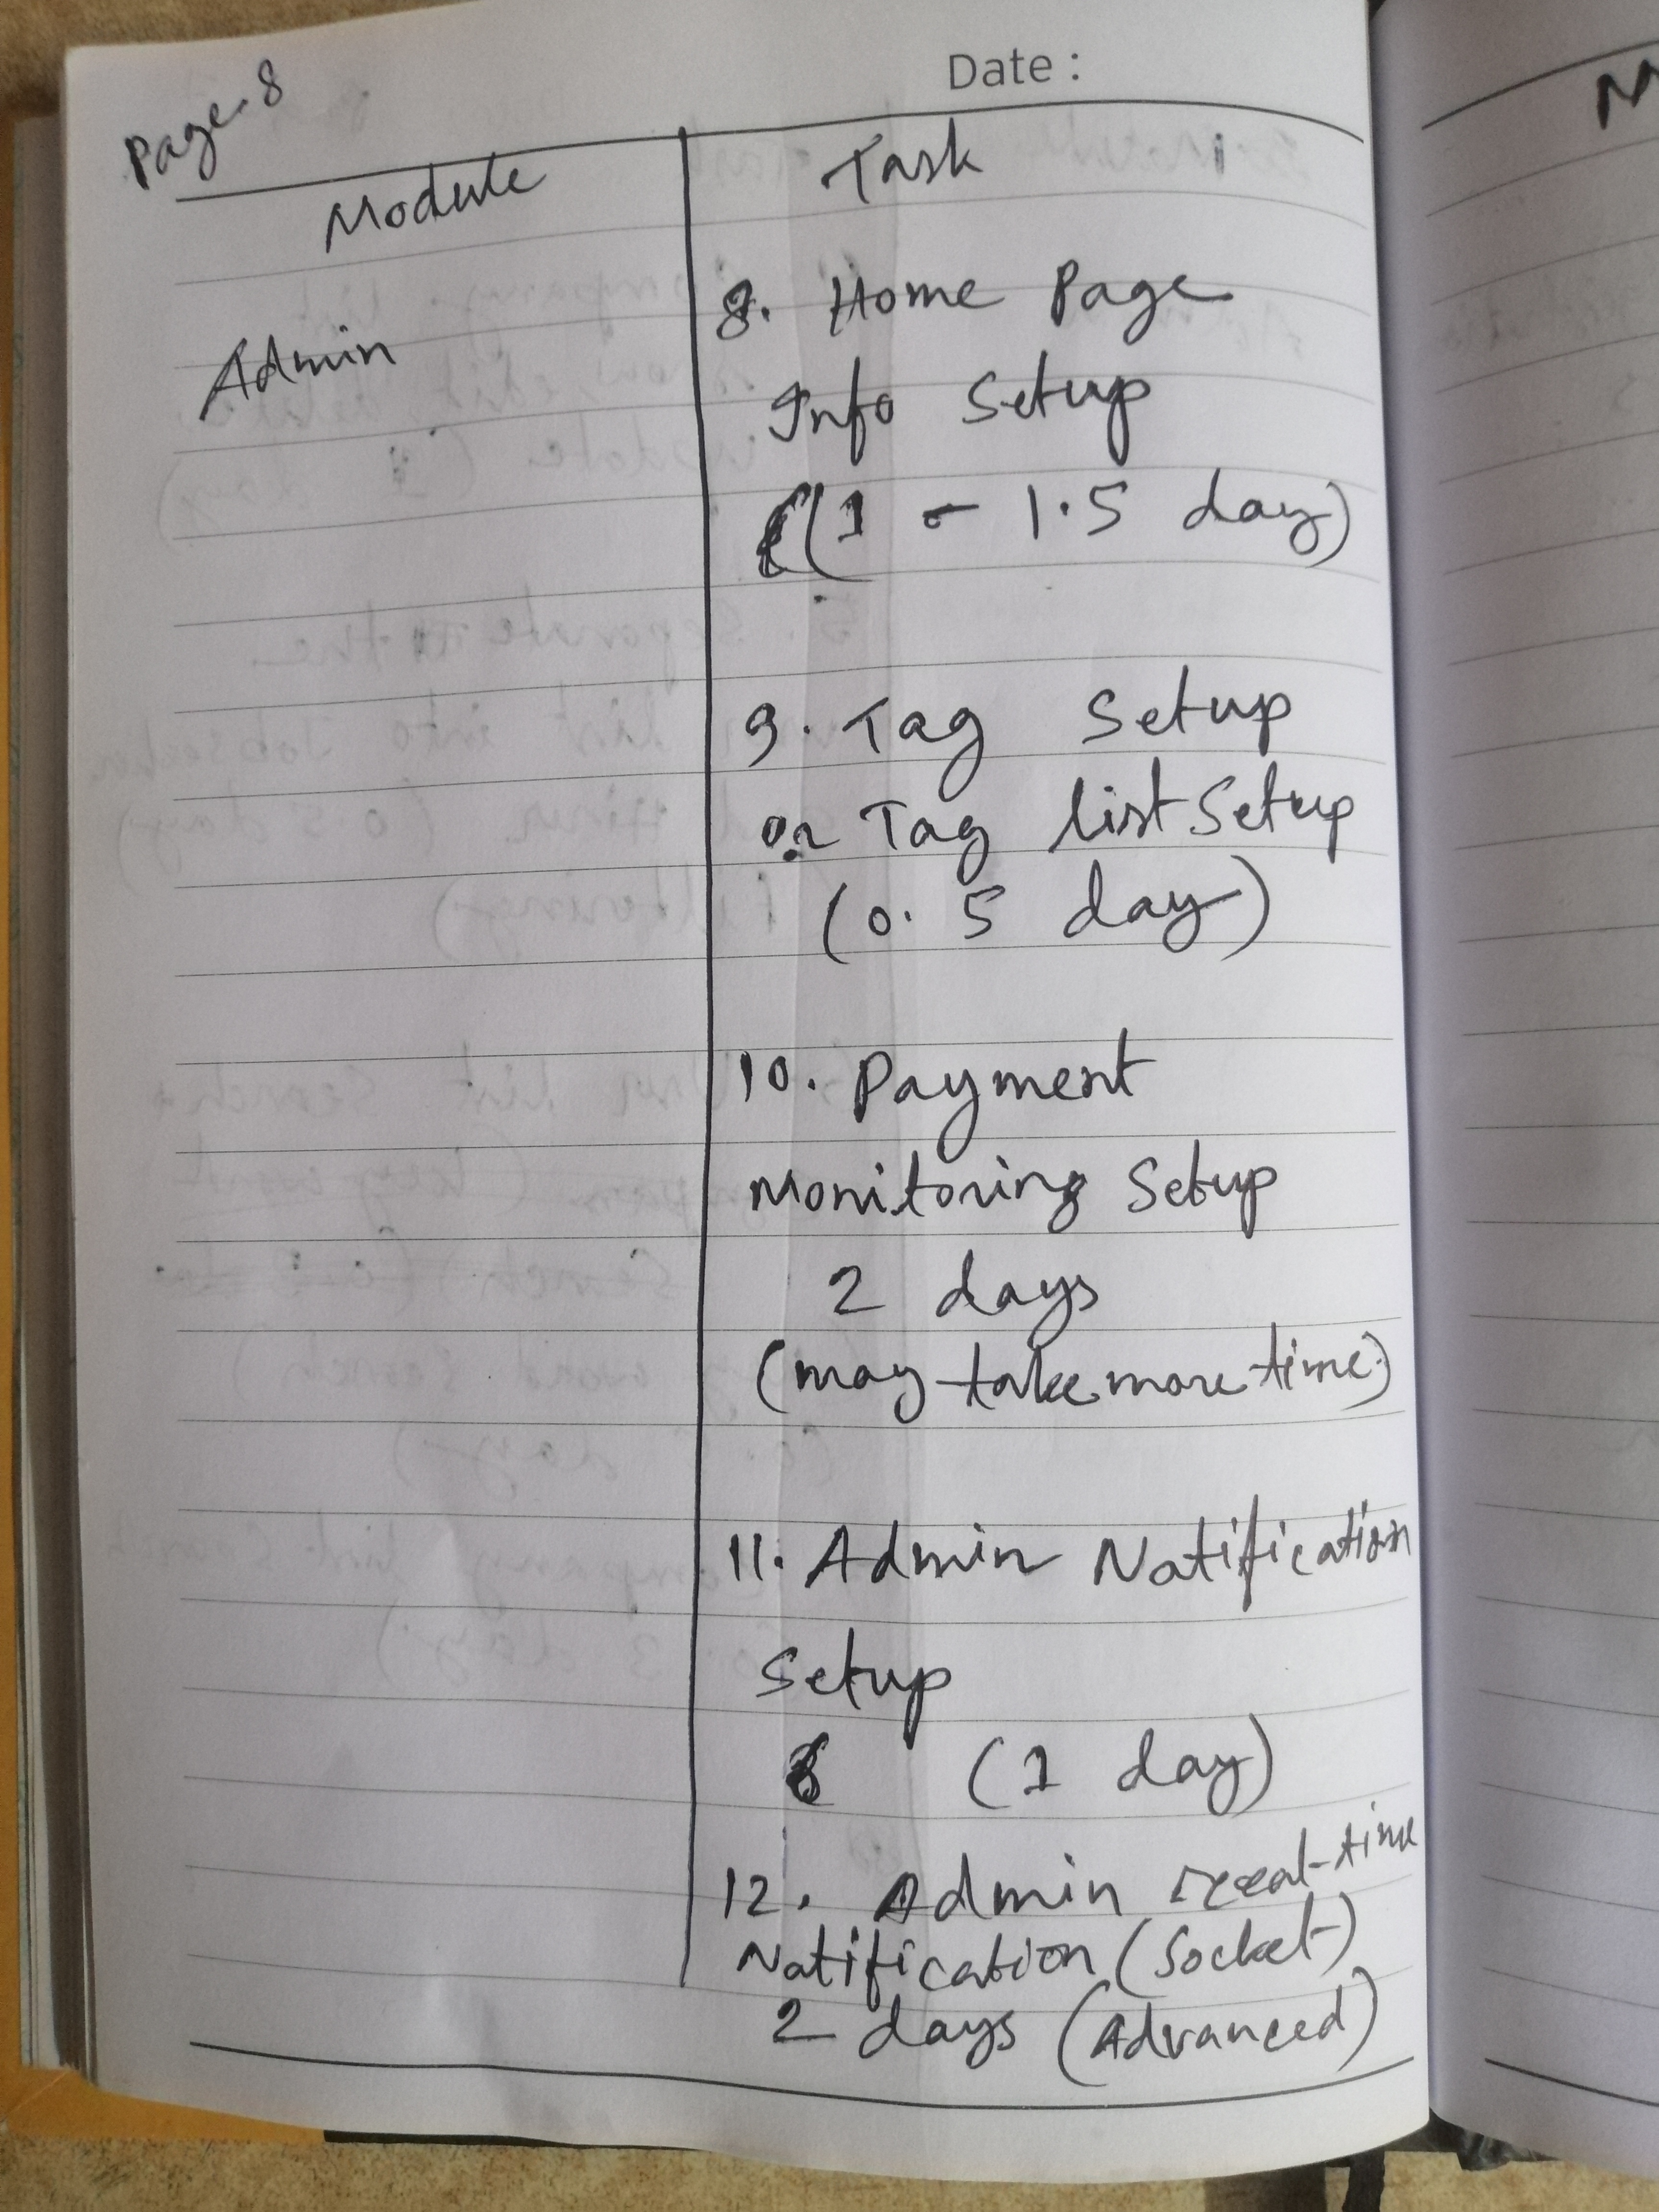 Page-8
Date :
Module
Task
Admin
8. Home Page
Info Setup
(1 - 1.5 day)
9. Tag Setup
or Tag list Setup
(0.5 day)
10. Payment
Monitoring Setup
2 days
(may take more time)
11. Admin Notification
Setup
(1 day)
12. Admin real-time
Notification (Socket)
2 days (Advanced)